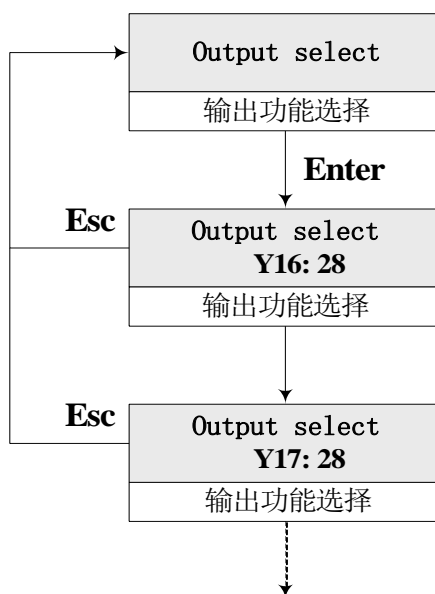 Output select
输出功能选择
Enter
Esc
Output select
Y16: 28
输出功能选择
Esc
Output select
Y17: 28
输出功能选择